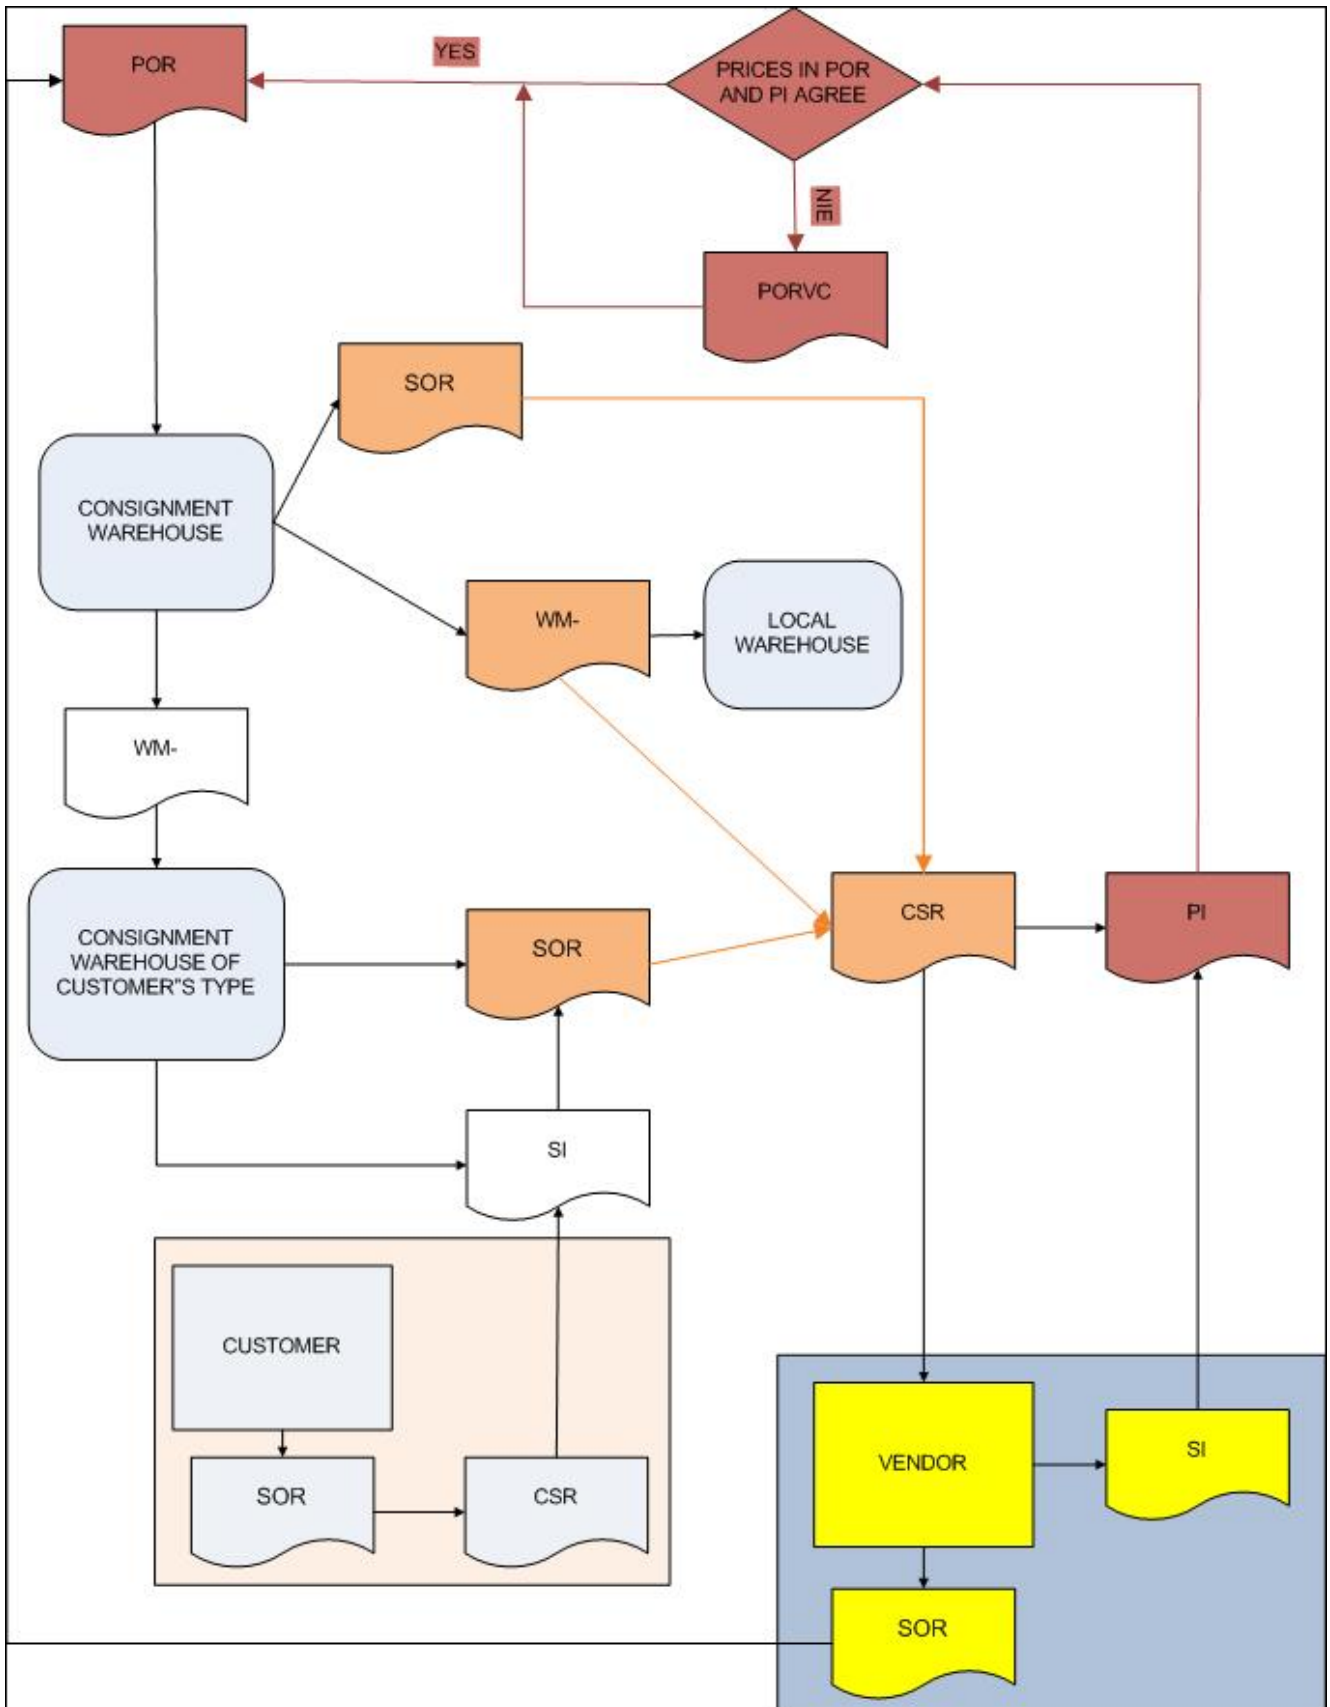 POR
YES
PRICES IN POR
AND PI AGREE
NIE
PORVC
SOR
CONSIGNMENT
WAREHOUSE
WM-
LOCAL
WAREHOUSE
WM-
CONSIGNMENT
WAREHOUSE OF
CUSTOMER"S TYPE
SOR
CSR
PI
SI
CUSTOMER
SOR
CSR
VENDOR
SI
SOR